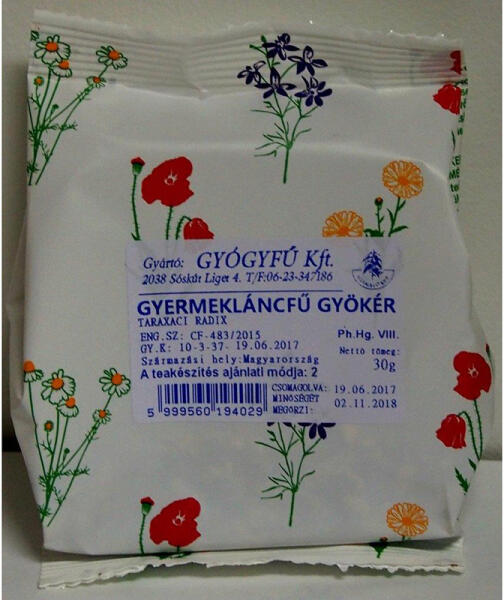 Gyártó: GYÓGYFŰ Kft.
2038 Sóskút Liget 4. T/F:06-23-347186
GYERMEKLÁNCFŰ GYÖKÉR
TARAXACI RADIX
ENG.SZ: CF-483/2015 Ph.Hg. VIII.
GY.K: 10-3-37- 19.06.2017 Nettó tömeg:
Származási hely:Magyarország 30g
A teakészítés ajánlati módja: 2
CSOMAGOLVA: 19.06.2017
MINŐSÉGÉT
MEGŐRZI: 02.11.2018
5 999560 194029